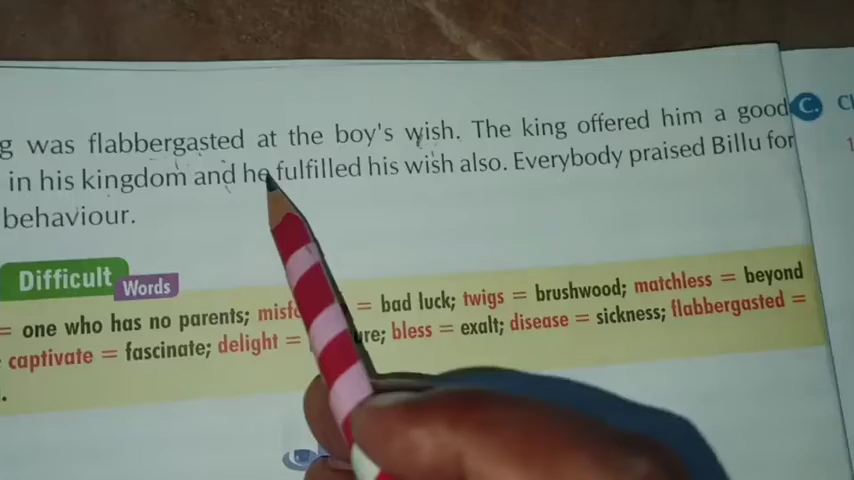 g was flabbergasted at the boy's wish. The king offered him a good
in his kingdom and he fulfilled his wish also. Everybody praised Billu for
behaviour.
Difficult Words
= one who has no parents; = bad luck; twigs = brushwood; matchless = beyond
captivate = fascinate; delight = bless = exalt; disease = sickness; flabbergasted =
.
C.